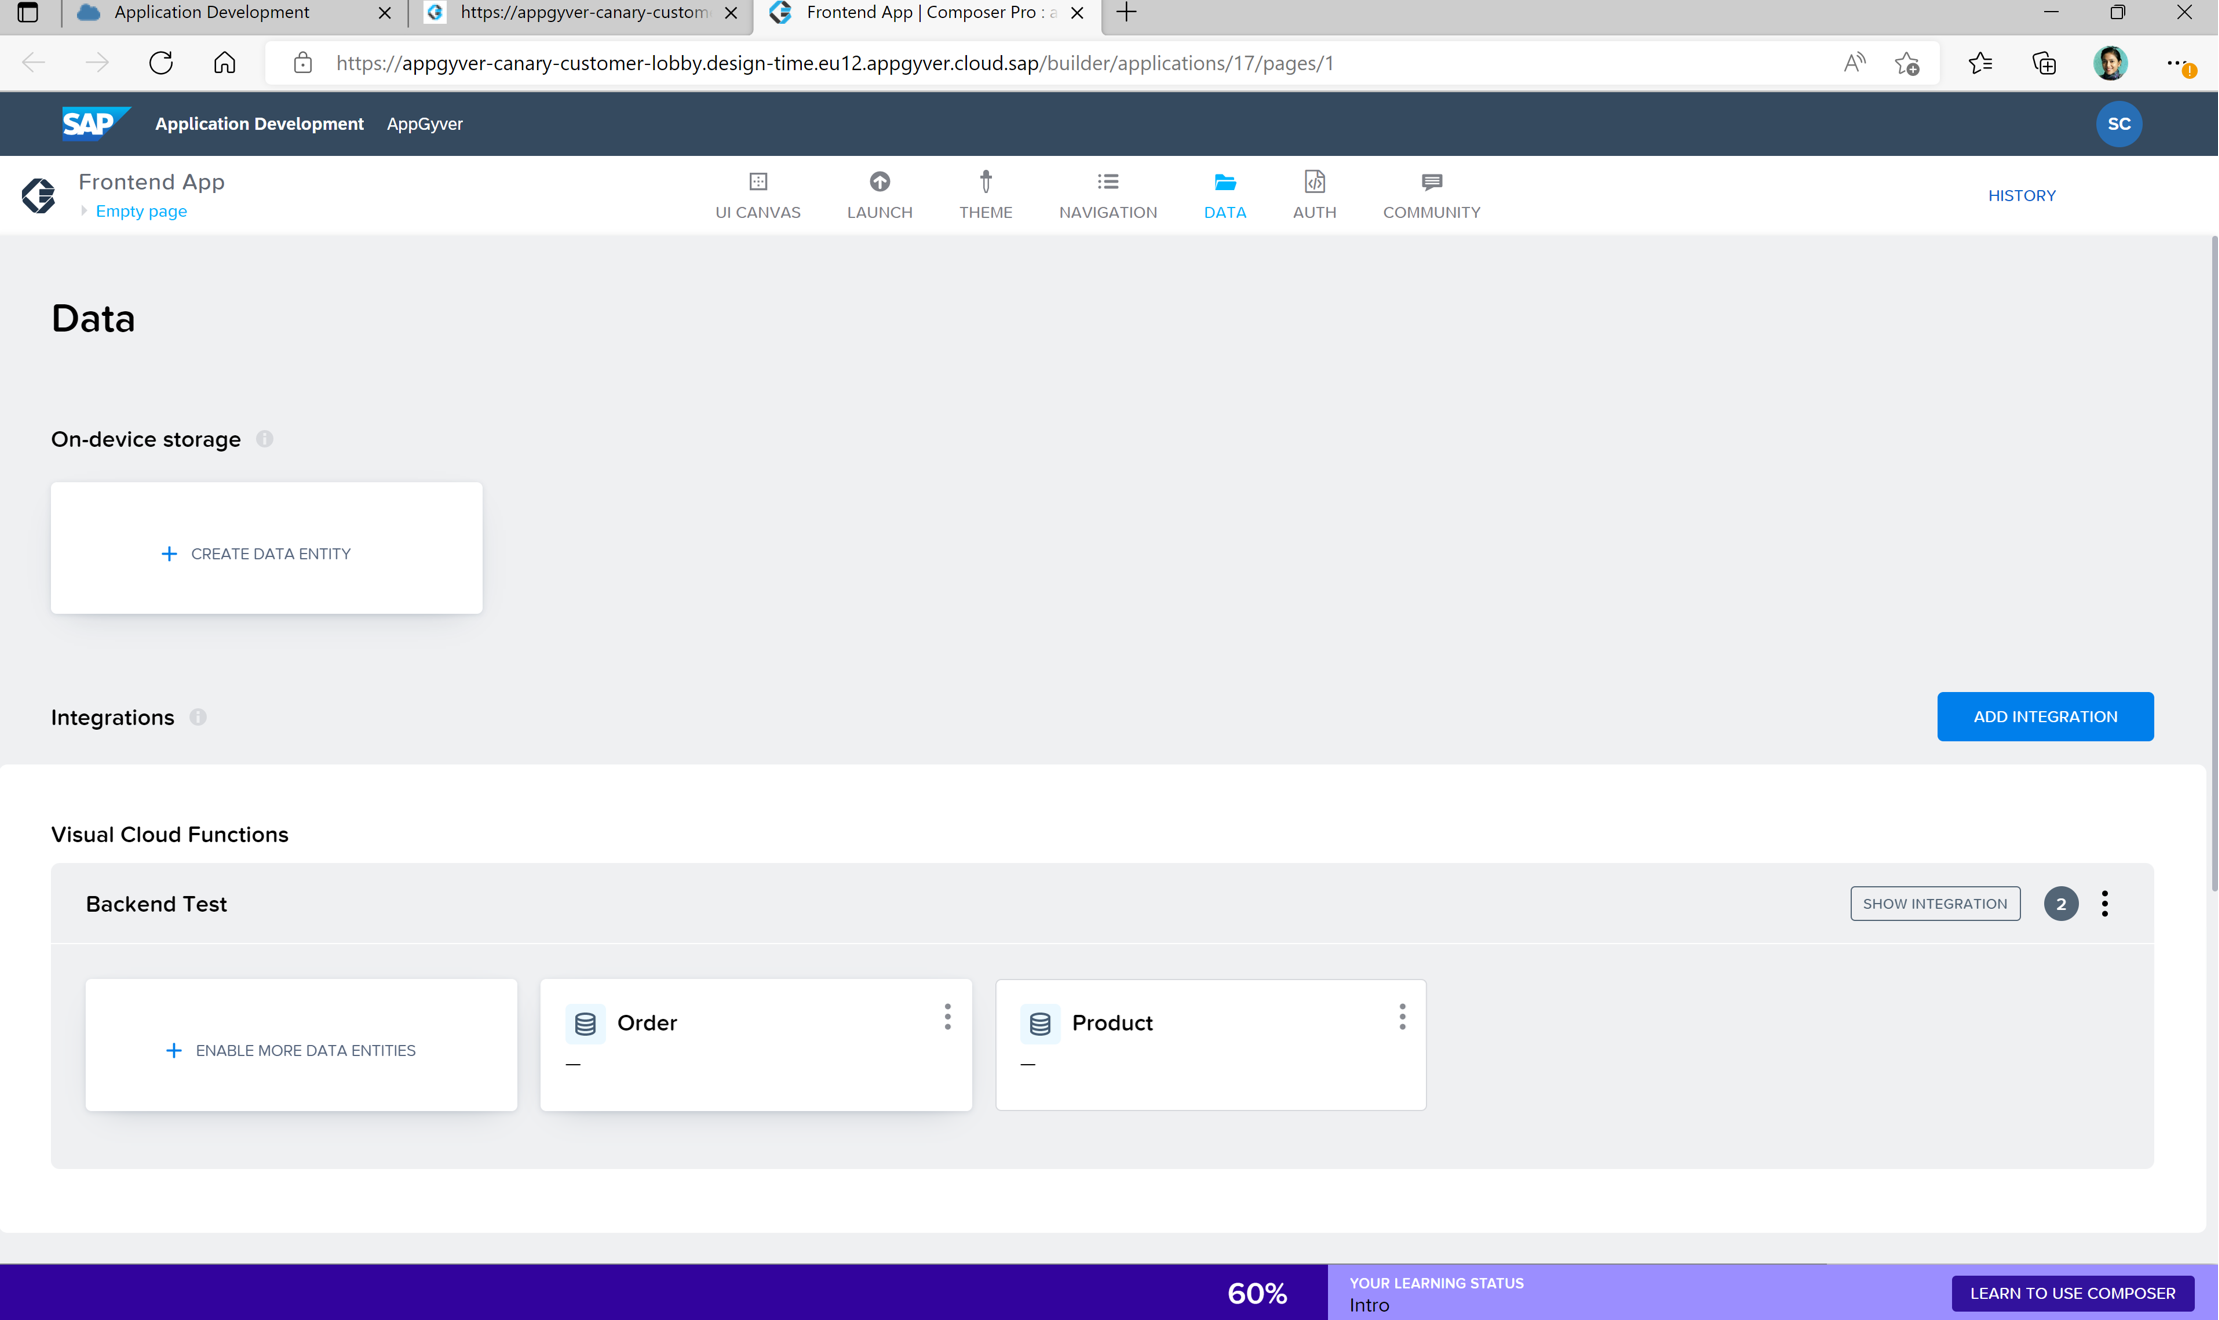 Application Development
https://appgyver-canary-custom
Frontend App | Composer Pro : a
https://appgyver-canary-customer-lobby.design-time.eu12.appgyver.cloud.sap/builder/applications/17/pages/1
SAP Application Development AppGyver SC
Frontend App
Empty page
UI CANVAS LAUNCH THEME NAVIGATION DATA AUTH COMMUNITY
HISTORY
Data
On-device storage
+ CREATE DATA ENTITY
Integrations
ADD INTEGRATION
Visual Cloud Functions
Backend Test
SHOW INTEGRATION 2
+ ENABLE MORE DATA ENTITIES
Order
—
Product
—
60%
YOUR LEARNING STATUS
Intro
LEARN TO USE COMPOSER